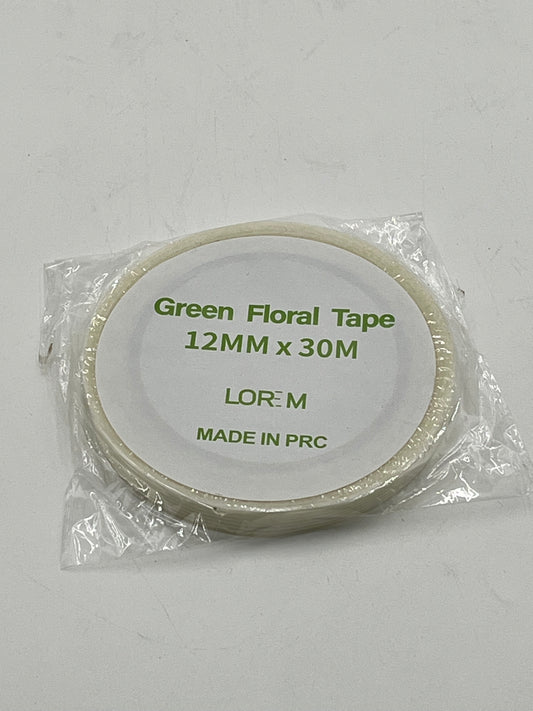 Green Floral Tape
12MM x 30M
LOREM
MADE IN PRC